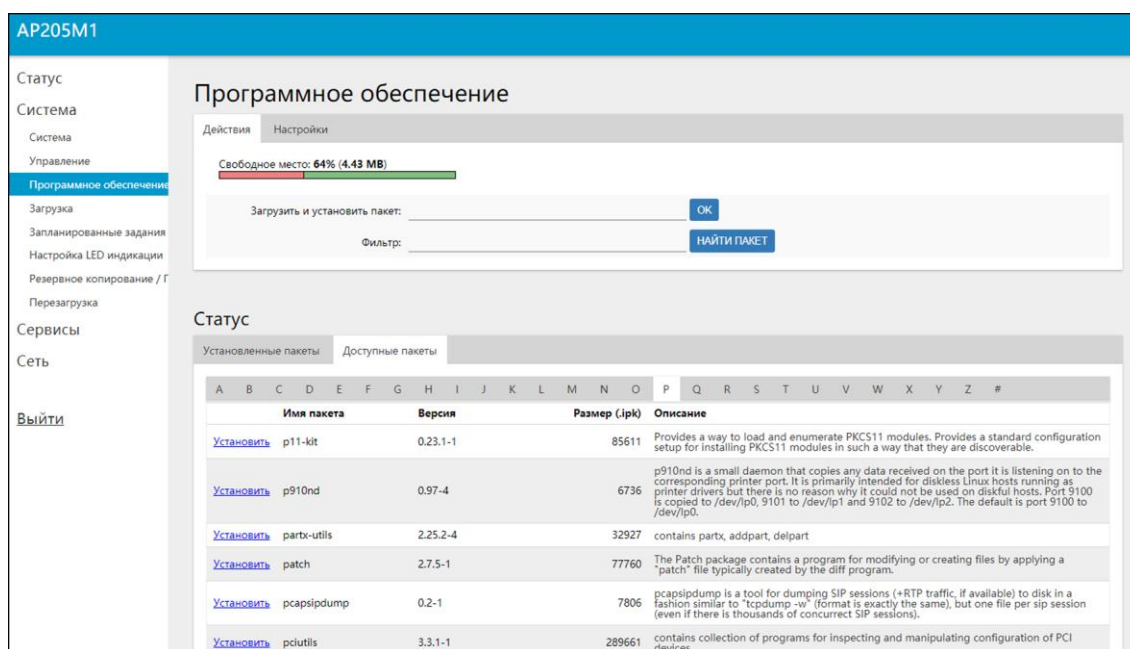 AP205M1
Статус
Система
Система
Управление
Программное обеспечение
Загрузка
Запланированные задания
Настройка LED индикации
Резервное копирование / П
Перезагрузка
Сервисы
Сеть
Выйти
Программное обеспечение
Действия Настройки
Свободное место: 64% (4.43 MB)
Загрузить и установить пакет: OK
Фильтр: НАЙТИ ПАКЕТ
Статус
Установленные пакеты Доступные пакеты
A B C D E F G H I J K L M N O P Q R S T U V W X Y Z #
Имя пакета Версия Размер (.ipk) Описание
Установить p11-kit 0.23.1-1 85611 Provides a way to load and enumerate PKCS11 modules. Provides a standard configuration
setup for installing PKCS11 modules in such a way that they are discoverable.
p910nd is a small daemon that copies any data received on the port it is listening on to the
corresponding printer port. It is primarily intended for diskless Linux hosts running as
Установить p910nd 0.97-4 6736 printer drivers but there is no reason why it could not be used on diskful hosts. Port 9100
is copied to /dev/lp0, 9101 to /dev/lp1 and 9102 to /dev/lp2. The default is port 9100 to
/dev/lp0.
Установить partx-utils 2.25.2-4 32927 contains partx, addpart, delpart
Установить patch 2.7.5-1 77760 The Patch package contains a program for modifying or creating files by applying a
"patch" file typically created by the diff program.
pcapsipdump is a tool for dumping SIP sessions (+RTP traffic, if available) to disk in a
Установить pcapsipdump 0.2-1 7806 fashion similar to "tcpdump -w" (format is exactly the same), but one file per sip session
(even if there is thousands of concurrect SIP sessions).
Установить pciutils 3.3.1-1 289661 contains collection of programs for inspecting and manipulating configuration of PCI
devices